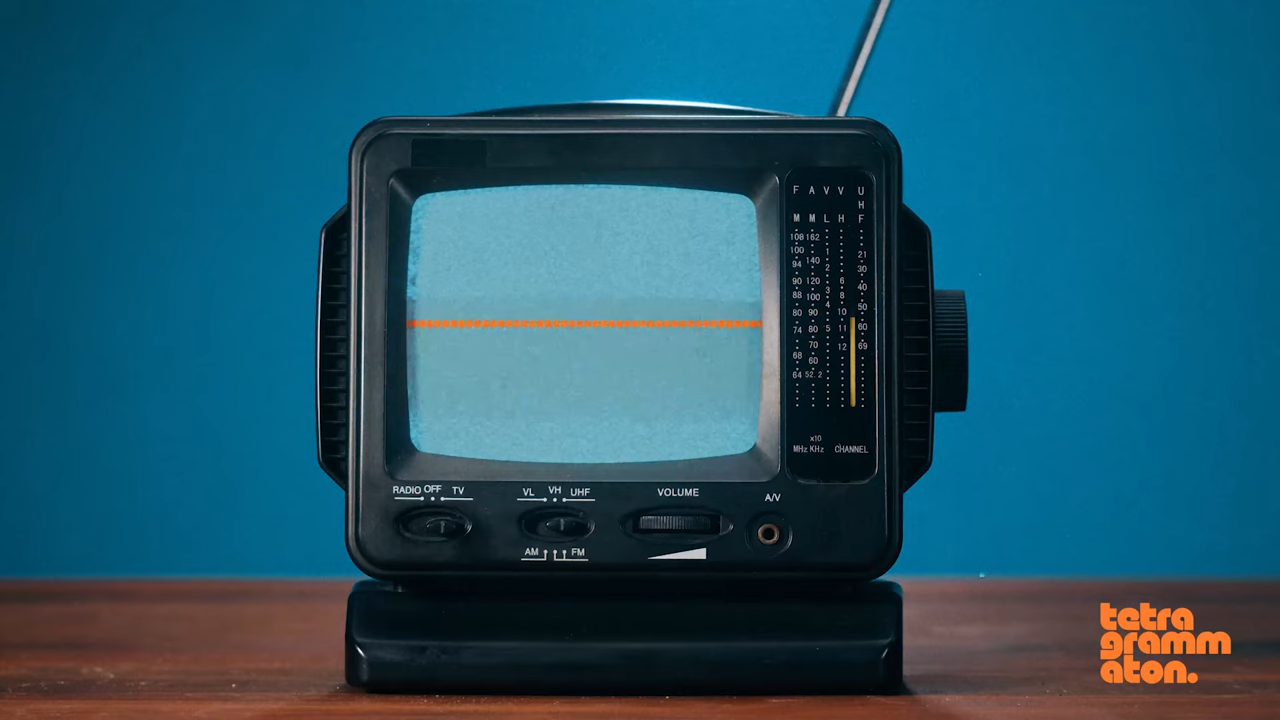 F A V V U
H
M M L H F
108 162
100
94 140
90 120
88 100
80 90
74 80
70
68 60
64 52.2
1
2
3
4
5
6
8
10
11
12
21
30
40
50
60
69
x10
MHz KHz CHANNEL
RADIO OFF TV
VL VH UHF
VOLUME
A/V
AM FM
tetra
gramm
aton.